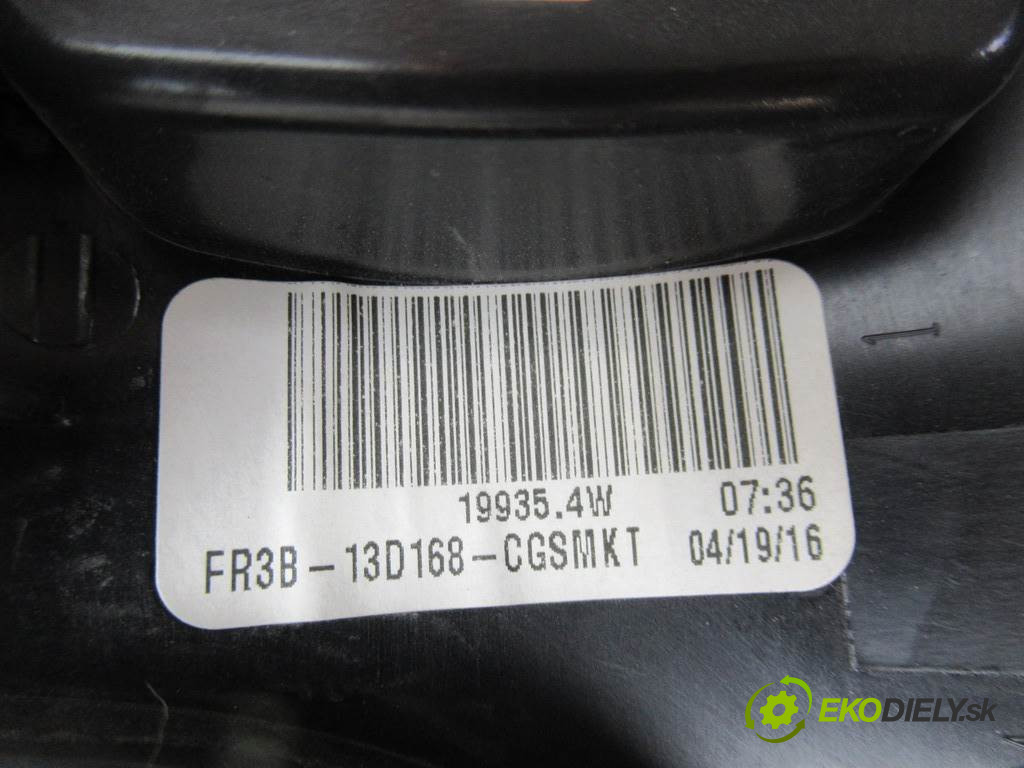 19935.4W 07:36
FR3B-13D168-CGSMKT 04/19/16
EKODIELY.sk